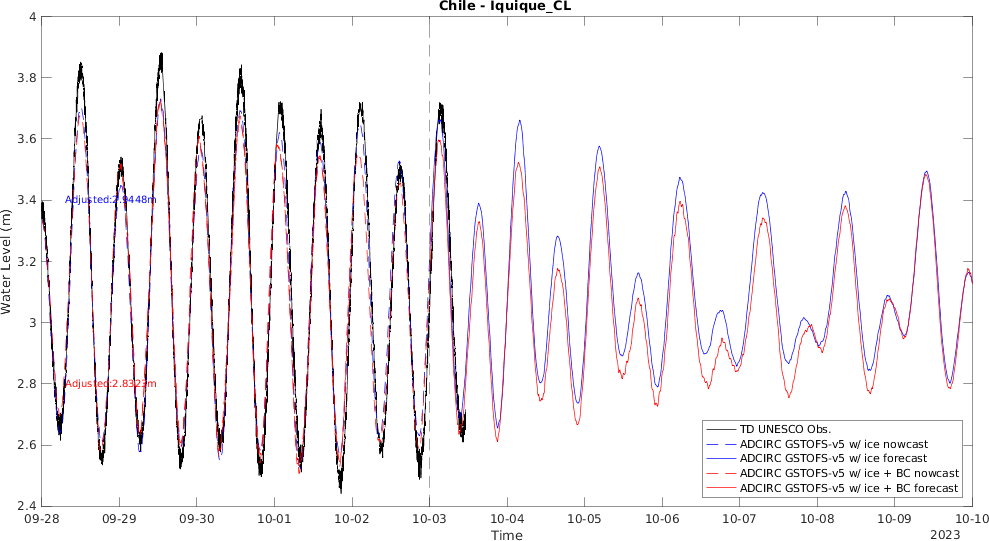 Chile - Iquique_CL
4
3.8
3.6
3.4
3.2
3
2.8
2.6
2.4
Water Level (m)
Adjusted:2.9448m
Adjusted:2.8323m
TD UNESCO Obs.
ADCIRC GSTOFS-v5 w/ ice nowcast
ADCIRC GSTOFS-v5 w/ ice forecast
ADCIRC GSTOFS-v5 w/ ice + BC nowcast
ADCIRC GSTOFS-v5 w/ ice + BC forecast
09-28 09-29 09-30 10-01 10-02 10-03 10-04 10-05 10-06 10-07 10-08 10-09 10-10
Time
2023